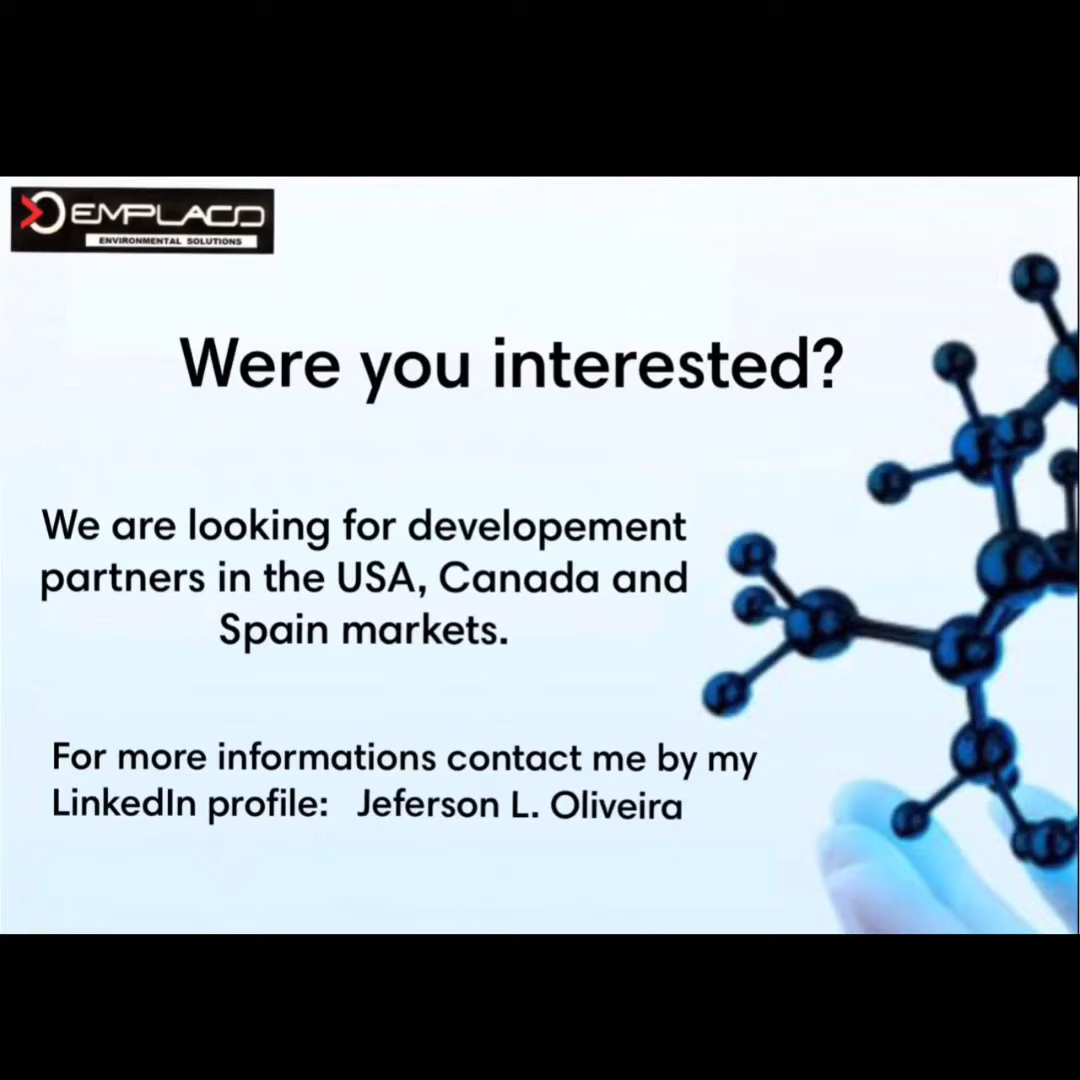 EMPLACO
ENVIRONMENTAL SOLUTIONS
Were you interested?
We are looking for developement
partners in the USA, Canada and
Spain markets.
For more informations contact me by my
LinkedIn profile: Jeferson L. Oliveira